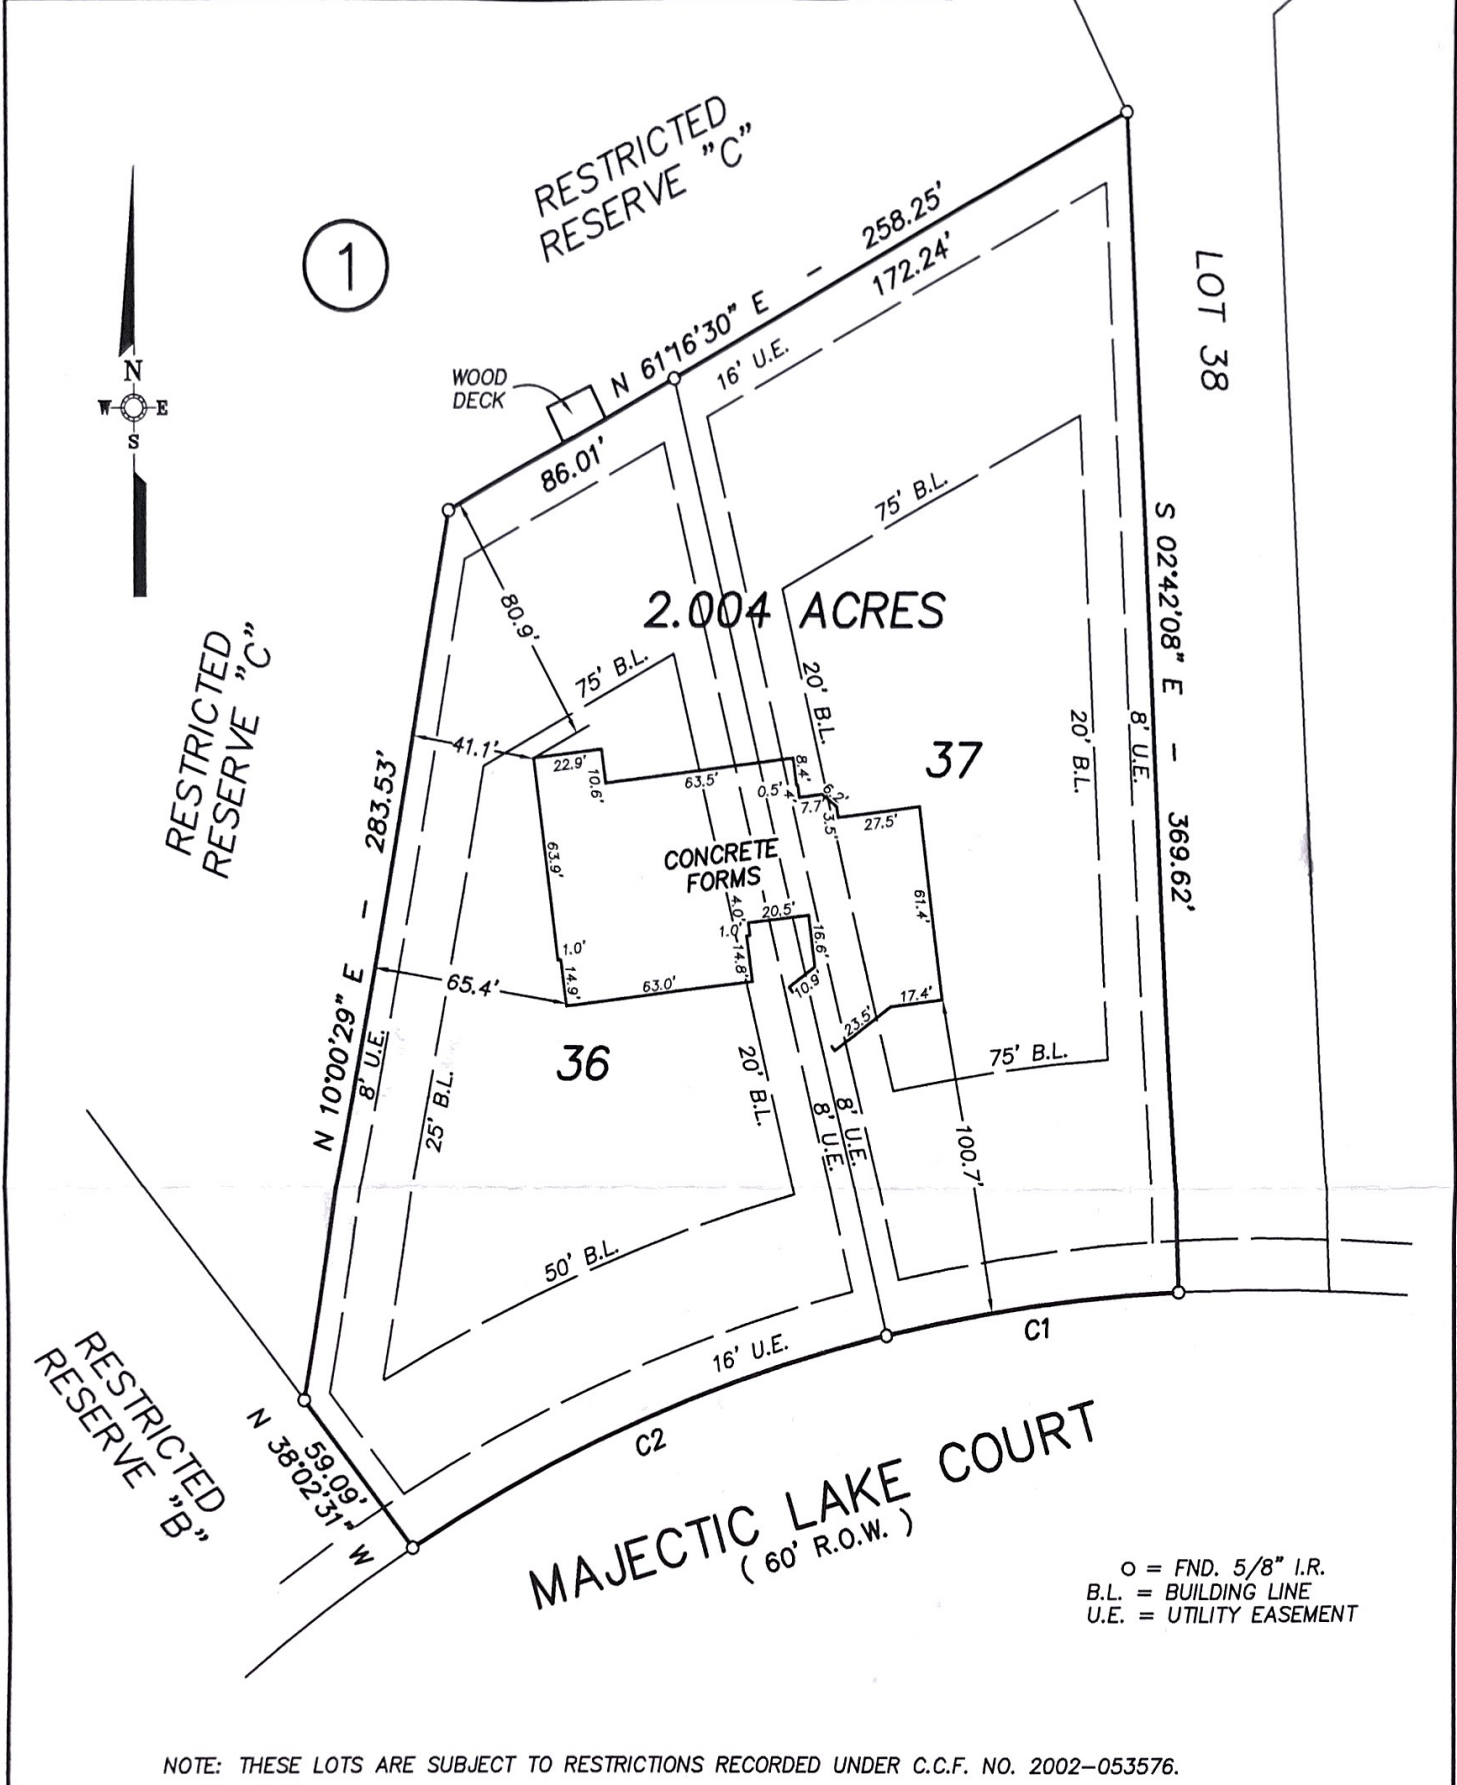 RESTRICTED
RESERVE "C"
1
258.25'
172.24'
N 61°16'30" E -
16' U.E.
LOT 38
N
W E
S
WOOD
DECK
86.01'
75' B.L.
80.9'
2.004 ACRES
S 02°42'08" E - 369.62'
RESTRICTED
RESERVE "C"
75' B.L.
20' B.L.
20' B.L.
8' U.E.
41.1'
22.9'
10.6'
63.5'
8.4'
0.5'
7.7'
6.2'
3.5'
27.5'
37
N 10°00'29" E - 283.53'
63.9'
CONCRETE
FORMS
61.4'
4.0'
20.5'
1.0'
16.6'
1.0'
14.8'
14.9'
65.4'
63.0'
10.9'
17.4'
23.5'
36
8' U.E.
25' B.L.
20' B.L.
75' B.L.
8' U.E.
8' U.E.
100.7'
50' B.L.
16' U.E.
C1
C2
RESTRICTED
RESERVE "B"
59.09'
N 38°02'31" W
MAJECTIC LAKE COURT
( 60' R.O.W. )
O = FND. 5/8" I.R.
B.L. = BUILDING LINE
U.E. = UTILITY EASEMENT
NOTE: THESE LOTS ARE SUBJECT TO RESTRICTIONS RECORDED UNDER C.C.F. NO. 2002-053576.